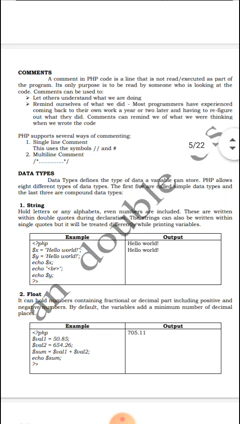 COMMENTS
A comment in PHP code is a line that is not read/executed as part of
the program. Its only purpose is to be read by someone who is looking at the
code. Comments can be used to:
➢ Let others understand what we are doing
➢ Remind ourselves of what we did - Most programmers have experienced
coming back to their own work a year or two later and having to re-figure
out what they did. Comments can remind we of what we were thinking
when we wrote the code
PHP supports several ways of commenting:
1. Single line Comment
This uses the symbols // and #
5/22
2. Multiline Comment
/*..................*/
DATA TYPES
Data Types defines the type of data a variable can store. PHP allows
eight different types of data types. The first five are called simple data types and
the last three are compound data types:
1. String
Hold letters or any alphabets, even numbers are included. These are written
within double quotes during declaration. The strings can also be written within
single quotes but it will be treated differently while printing variables.
Example Output
<?php Hello world!
$x = "Hello world!"; Hello world!
$y = 'Hello world!';
echo $x;
echo "<br>";
echo $y;
?>
2. Float
It can hold numbers containing fractional or decimal part including positive and
negative numbers. By default, the variables add a minimum number of decimal
places.
Example Output
<?php 705.11
$val1 = 50.85;
$val2 = 654.26;
$sum = $val1 + $val2;
echo $sum;
?>